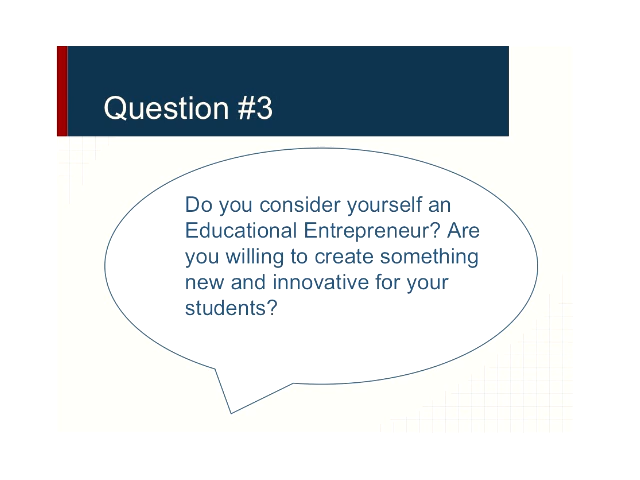 Question #3
Do you consider yourself an
Educational Entrepreneur? Are
you willing to create something
new and innovative for your
students?